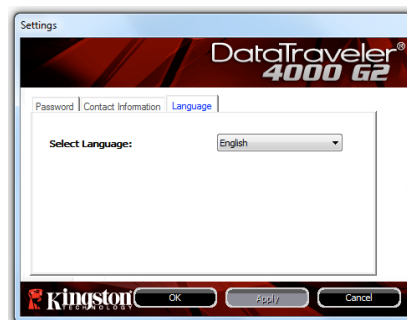 Settings
DataTraveler®
4000 G2
Password Contact Information Language
Select Language: English
Kingston
TECHNOLOGY
OK Apply Cancel